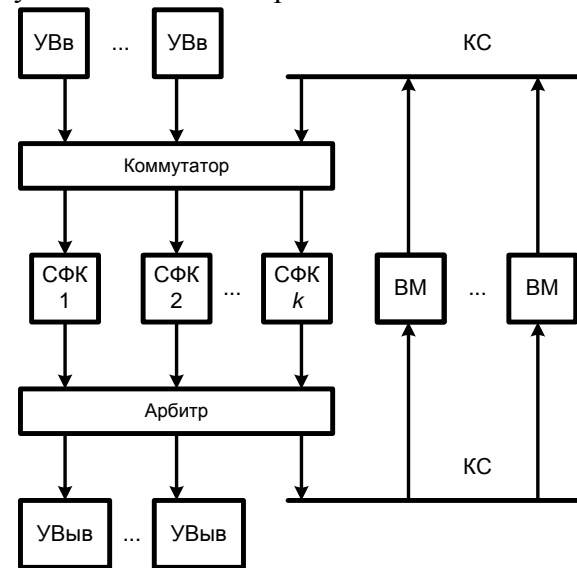 УВв ... УВв
КС
Коммутатор
СФК
1
СФК
2
...
СФК
k
ВМ ... ВМ
Арбитр
КС
УВыв ... УВыв